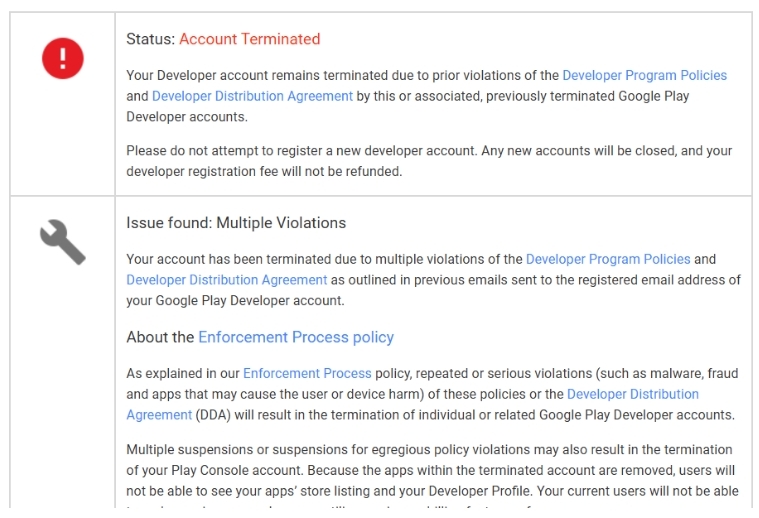 Status: Account Terminated
Your Developer account remains terminated due to prior violations of the Developer Program Policies
and Developer Distribution Agreement by this or associated, previously terminated Google Play
Developer accounts.
Please do not attempt to register a new developer account. Any new accounts will be closed, and your
developer registration fee will not be refunded.
Issue found: Multiple Violations
Your account has been terminated due to multiple violations of the Developer Program Policies and
Developer Distribution Agreement as outlined in previous emails sent to the registered email address of
your Google Play Developer account.
About the Enforcement Process policy
As explained in our Enforcement Process policy, repeated or serious violations (such as malware, fraud
and apps that may cause the user or device harm) of these policies or the Developer Distribution
Agreement (DDA) will result in the termination of individual or related Google Play Developer accounts.
Multiple suspensions or suspensions for egregious policy violations may also result in the termination
of your Play Console account. Because the apps within the terminated account are removed, users will
not be able to see your apps' store listing and your Developer Profile. Your current users will not be able